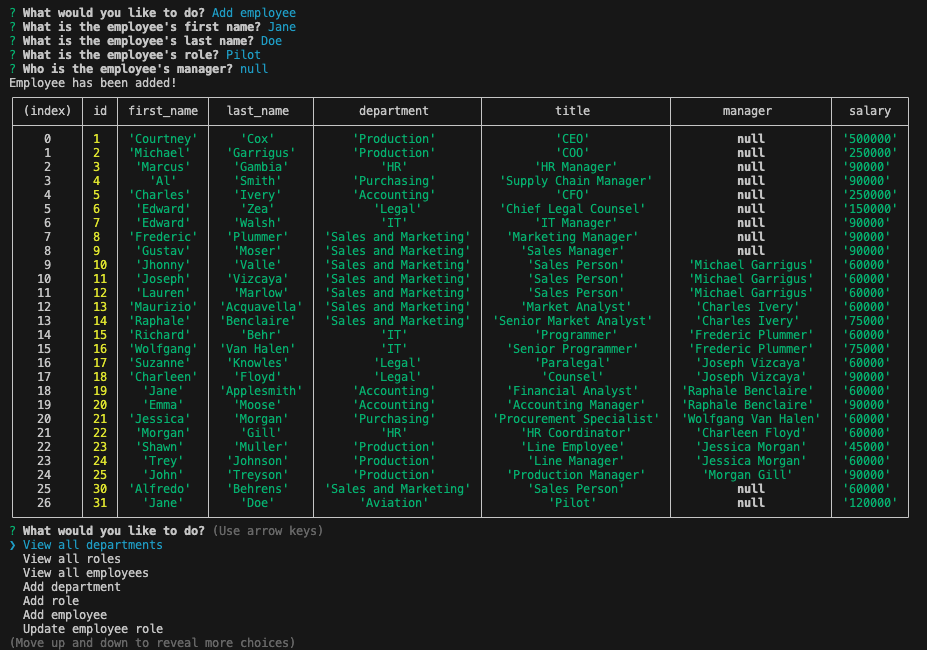 ? What would you like to do? Add employee
? What is the employee's first name? Jane
? What is the employee's last name? Doe
? What is the employee's role? Pilot
? Who is the employee's manager? null
Employee has been added!
(index) id first_name last_name department title manager salary
0 1 'Courtney' 'Cox' 'Production' 'CEO' null '500000'
1 2 'Michael' 'Garrigus' 'Production' 'COO' null '250000'
2 3 'Marcus' 'Gambia' 'HR' 'HR Manager' null '90000'
3 4 'Al' 'Smith' 'Purchasing' 'Supply Chain Manager' null '90000'
4 5 'Charles' 'Ivery' 'Accounting' 'CFO' null '250000'
5 6 'Edward' 'Zea' 'Legal' 'Chief Legal Counsel' null '150000'
6 7 'Edward' 'Walsh' 'IT' 'IT Manager' null '90000'
7 8 'Frederic' 'Plummer' 'Sales and Marketing' 'Marketing Manager' null '90000'
8 9 'Gustav' 'Moser' 'Sales and Marketing' 'Sales Manager' null '90000'
9 10 'Jhonny' 'Valle' 'Sales and Marketing' 'Sales Person' 'Michael Garrigus' '60000'
10 11 'Joseph' 'Vizcaya' 'Sales and Marketing' 'Sales Person' 'Michael Garrigus' '60000'
11 12 'Lauren' 'Marlow' 'Sales and Marketing' 'Sales Person' 'Michael Garrigus' '60000'
12 13 'Maurizio' 'Acquavella' 'Sales and Marketing' 'Market Analyst' 'Charles Ivery' '60000'
13 14 'Raphale' 'Benclaire' 'Sales and Marketing' 'Senior Market Analyst' 'Charles Ivery' '75000'
14 15 'Richard' 'Behr' 'IT' 'Programmer' 'Frederic Plummer' '60000'
15 16 'Wolfgang' 'Van Halen' 'IT' 'Senior Programmer' 'Frederic Plummer' '75000'
16 17 'Suzanne' 'Knowles' 'Legal' 'Paralegal' 'Joseph Vizcaya' '60000'
17 18 'Charleen' 'Floyd' 'Legal' 'Counsel' 'Joseph Vizcaya' '90000'
18 19 'Jane' 'Applesmith' 'Accounting' 'Financial Analyst' 'Raphale Benclaire' '60000'
19 20 'Emma' 'Moose' 'Accounting' 'Accounting Manager' 'Raphale Benclaire' '90000'
20 21 'Jessica' 'Morgan' 'Purchasing' 'Procurement Specialist' 'Wolfgang Van Halen' '60000'
21 22 'Morgan' 'Gill' 'HR' 'HR Coordinator' 'Charleen Floyd' '60000'
22 23 'Shawn' 'Muller' 'Production' 'Line Employee' 'Jessica Morgan' '45000'
23 24 'Trey' 'Johnson' 'Production' 'Line Manager' 'Jessica Morgan' '60000'
24 25 'John' 'Treyson' 'Production' 'Production Manager' 'Morgan Gill' '90000'
25 30 'Alfredo' 'Behrens' 'Sales and Marketing' 'Sales Person' null '60000'
26 31 'Jane' 'Doe' 'Aviation' 'Pilot' null '120000'
? What would you like to do? (Use arrow keys)
❯ View all departments
View all roles
View all employees
Add department
Add role
Add employee
Update employee role
(Move up and down to reveal more choices)